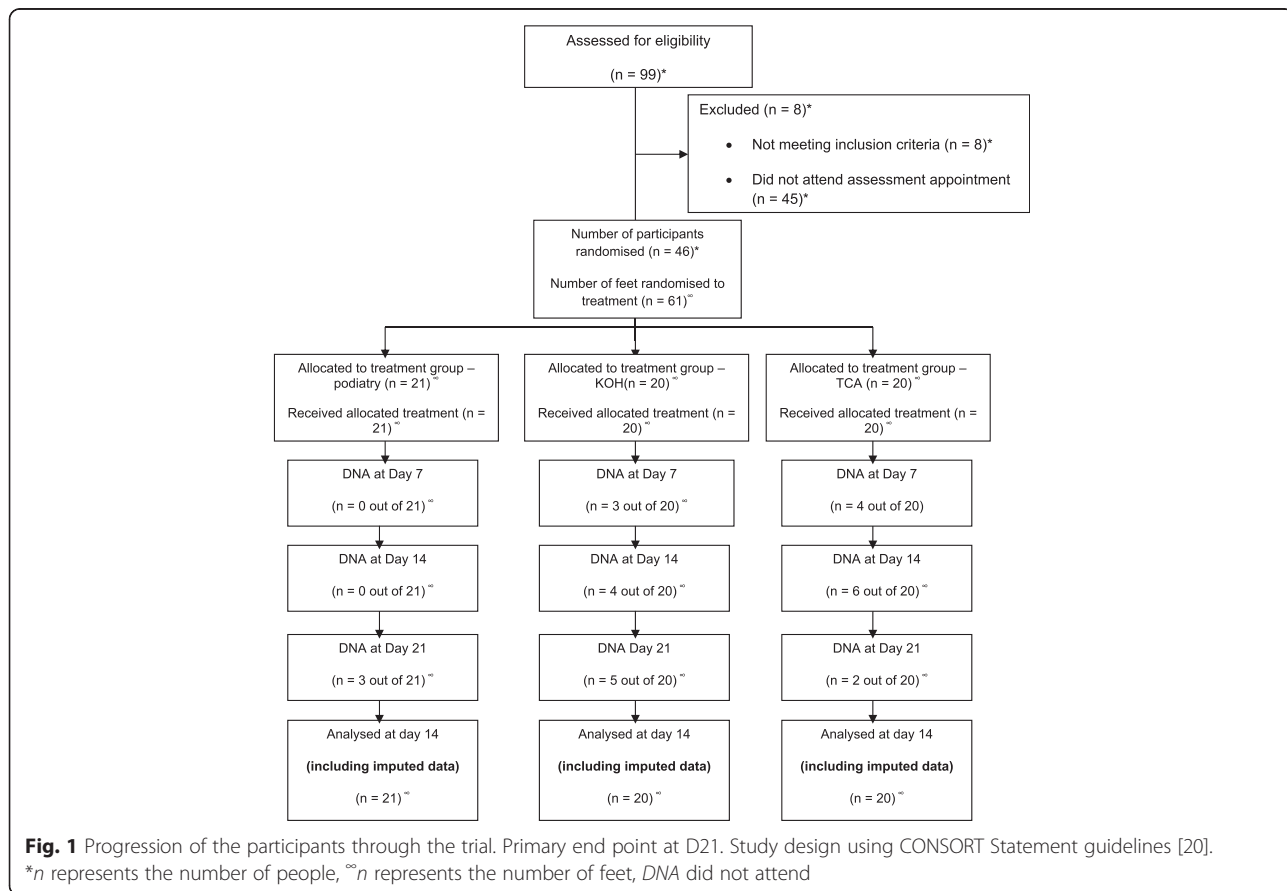 Assessed for eligibility
(n = 99)*
Excluded (n = 8)*
• Not meeting inclusion criteria (n = 8)*
• Did not attend assessment appointment
(n = 45)*
Number of participants
randomised (n = 46)*
Number of feet randomised to
treatment (n = 61)∞
Allocated to treatment group –
podiatry (n = 21)∞
Received allocated treatment (n =
21)∞
Allocated to treatment group –
KOH(n = 20)∞
Received allocated treatment (n =
20)∞
Allocated to treatment group –
TCA (n = 20)∞
Received allocated treatment (n =
20)∞
DNA at Day 7
(n = 0 out of 21)∞
DNA at Day 7
(n = 3 out of 20)∞
DNA at Day 7
(n = 4 out of 20)
DNA at Day 14
(n = 0 out of 21)∞
DNA at Day 14
(n = 4 out of 20)∞
DNA at Day 14
(n = 6 out of 20)∞
DNA at Day 21
(n = 3 out of 21)∞
DNA Day 21
(n = 5 out of 20)∞
DNA at Day 21
(n = 2 out of 20)∞
Analysed at day 14
(including imputed data)
(n = 21)∞
Analysed at day 14
(including imputed data)
(n = 20)∞
Analysed at day 14
(including imputed data)
(n = 20)∞
Fig. 1 Progression of the participants through the trial. Primary end point at D21. Study design using CONSORT Statement guidelines [20].
*n represents the number of people, ∞n represents the number of feet, DNA did not attend